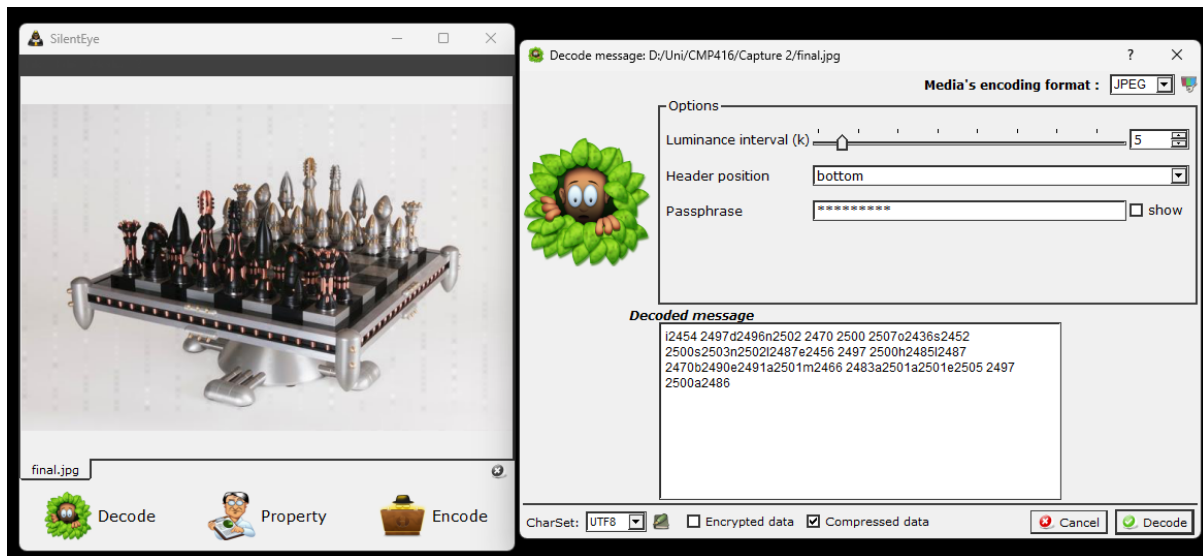 SilentEye
final.jpg
Decode
Property
Encode
Decode message: D:/Uni/CMP416/Capture 2/final.jpg
?
Media's encoding format : JPEG
Options
Luminance interval (k) 5
Header position bottom
Passphrase ********* show
Decoded message
i2454 2497d2496n2502 2470 2500 2507o2436s2452
2500s2503n2502l2487e2456 2497 2500h2485l2487
2470b2490e2491a2501m2466 2483a2501a2501e2505 2497
2500a2486
CharSet: UTF8 Encrypted data Compressed data Cancel Decode